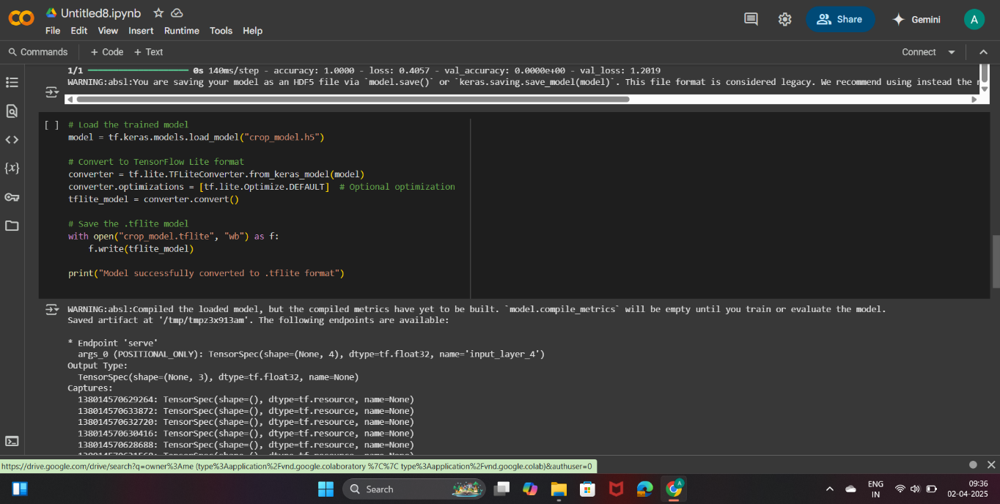 Untitled8.ipynb
File Edit View Insert Runtime Tools Help
Share
Gemini
A
Commands + Code + Text
Connect
1/1 0s 140ms/step - accuracy: 1.0000 - loss: 0.4057 - val_accuracy: 0.0000e+00 - val_loss: 1.2019
WARNING:absl:You are saving your model as an HDF5 file via `model.save()` or `keras.saving.save_model(model)`. This file format is considered legacy. We recommend using instead the
[ ] # Load the trained model
model = tf.keras.models.load_model("crop_model.h5")
# Convert to TensorFlow Lite format
converter = tf.lite.TFLiteConverter.from_keras_model(model)
converter.optimizations = [tf.lite.Optimize.DEFAULT] # Optional optimization
tflite_model = converter.convert()
# Save the .tflite model
with open("crop_model.tflite", "wb") as f:
f.write(tflite_model)
print("Model successfully converted to .tflite format")
WARNING:absl:Compiled the loaded model, but the compiled metrics have yet to be built. `model.compile_metrics` will be empty until you train or evaluate the model.
Saved artifact at '/tmp/tmpz3x913am'. The following endpoints are available:
* Endpoint 'serve'
args_0 (POSITIONAL_ONLY): TensorSpec(shape=(None, 4), dtype=tf.float32, name='input_layer_4')
Output Type:
TensorSpec(shape=(None, 3), dtype=tf.float32, name=None)
Captures:
138014570629264: TensorSpec(shape=(), dtype=tf.resource, name=None)
138014570633872: TensorSpec(shape=(), dtype=tf.resource, name=None)
138014570632720: TensorSpec(shape=(), dtype=tf.resource, name=None)
138014570630416: TensorSpec(shape=(), dtype=tf.resource, name=None)
138014570628688: TensorSpec(shape=(), dtype=tf.resource, name=None)
https://drive.google.com/drive/search?q=owner%3Ame (type%3Aapplication%2Fvnd.google.colaboratory %7C%7C type%3Aapplication%2Fvnd.google.colab)&authuser=0
Search
A
ENG
IN
09:36
02-04-2025